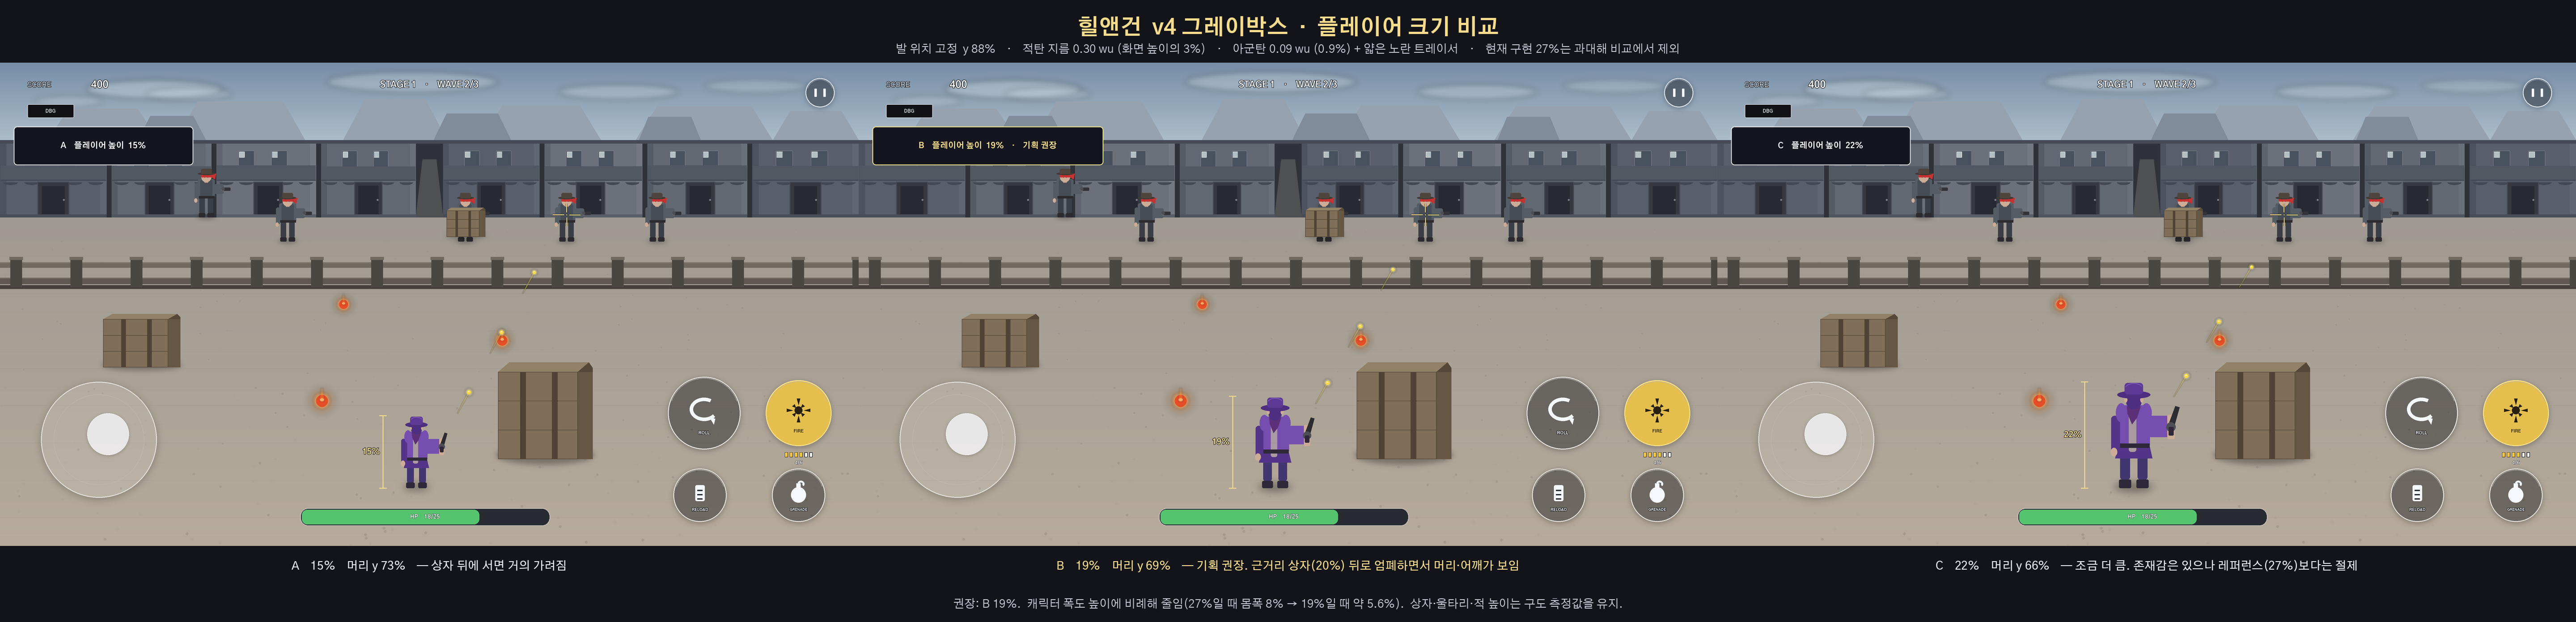 힐앤건 v4 그레이박스 · 플레이어 크기 비교
발 위치 고정 y 88% · 적탄 지름 0.30 wu (화면 높이의 3%) · 아군탄 0.09 wu (0.9%) + 얇은 노란 트레이서 · 현재 구현 27%는 과대해 비교에서 제외
SCORE 400 STAGE 1 · WAVE 2/3
DBG
A 플레이어 높이 15%
15%
ROLL
FIRE
RELOAD
GRENADE
HP 18/25
SCORE 400 STAGE 1 · WAVE 2/3
DBG
B 플레이어 높이 19% · 기획 권장
19%
ROLL
FIRE
RELOAD
GRENADE
HP 18/25
SCORE 400 STAGE 1 · WAVE 2/3
DBG
C 플레이어 높이 22%
22%
ROLL
FIRE
RELOAD
GRENADE
HP 18/25
A 15% 머리 y 73% — 상자 뒤에 서면 거의 가려짐
B 19% 머리 y 69% — 기획 권장. 근거리 상자(20%) 뒤로 엄폐하면서 머리·어깨가 보임
C 22% 머리 y 66% — 조금 더 큼. 존재감은 있으나 레퍼런스(27%)보다는 절제
권장: B 19%. 캐릭터 폭도 높이에 비례해 줄임(27%일 때 몸폭 8% → 19%일 때 약 5.6%). 상자·울타리·적 높이는 구도 측정값을 유지.